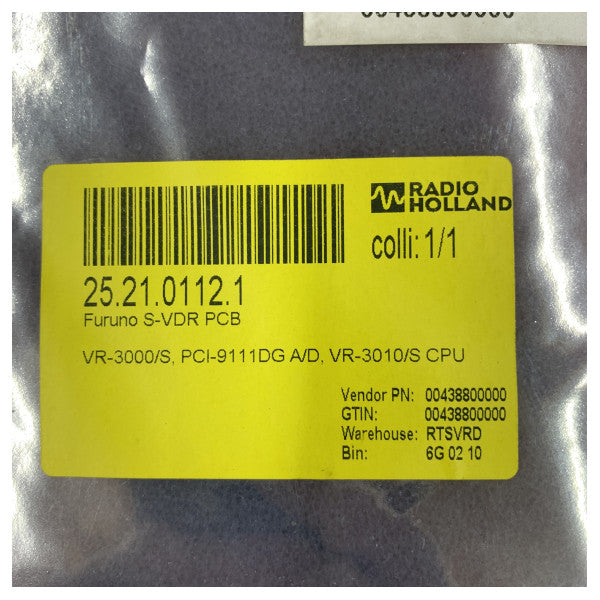 00438800000
RADIO
HOLLAND
colli: 1/1
25.21.0112.1
Furuno S-VDR PCB
VR-3000/S, PCI-9111DG A/D, VR-3010/S CPU
Vendor PN: 00438800000
GTIN: 00438800000
Warehouse: RTSVRD
Bin: 6G 02 10